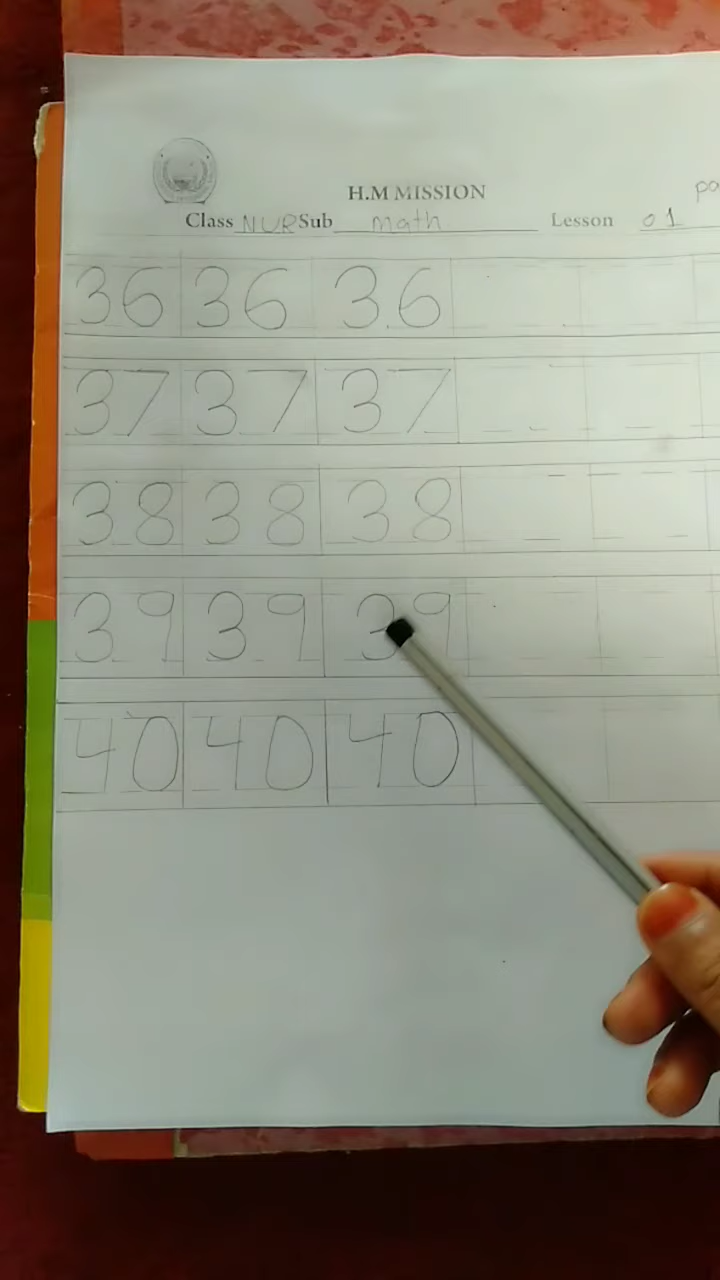 H.M MISSION
Class NUR Sub math Lesson 01
36 36 36
37 37 37
38 38 38
39 39 39
40 40 40